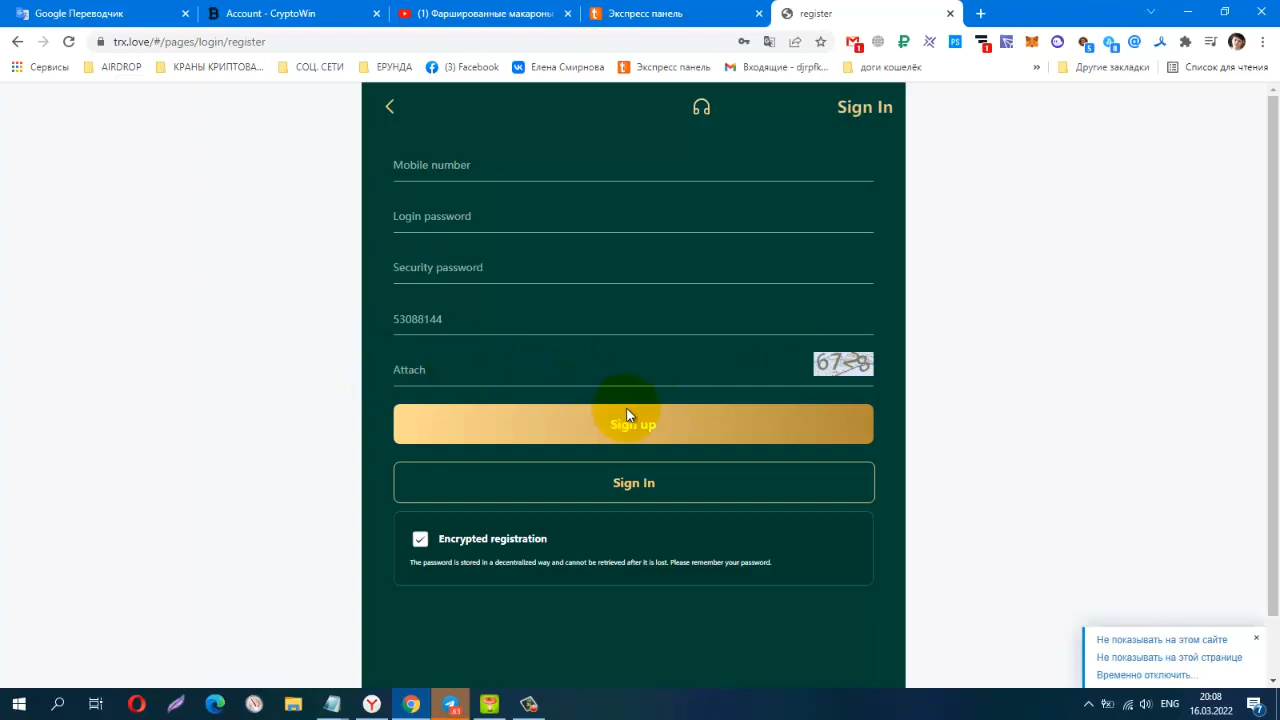 Google Переводчик
Account - CryptoWin
(1) Фаршированные макароны
Экспресс панель
register
tx.love/#/pages/login/register
Сервисы
AIRDROP
КРАНЫ КРИПТОВА
СОЦ. СЕТИ
ЕРУНДА
(3) Facebook
Елена Смирнова
Экспресс панель
Входящие - djrpfk...
доги кошелёк
»
Другие закладки
Список для чтения
Sign In
Mobile number
Login password
Security password
53088144
Attach
6728
Sign up
Sign In
Encrypted registration
The password is stored in a decentralized way and cannot be retrieved after it is lost. Please remember your password.
Не показывать на этом сайте
Не показывать на этой странице
Временно отключить...
ENG
20:08
16.03.2022